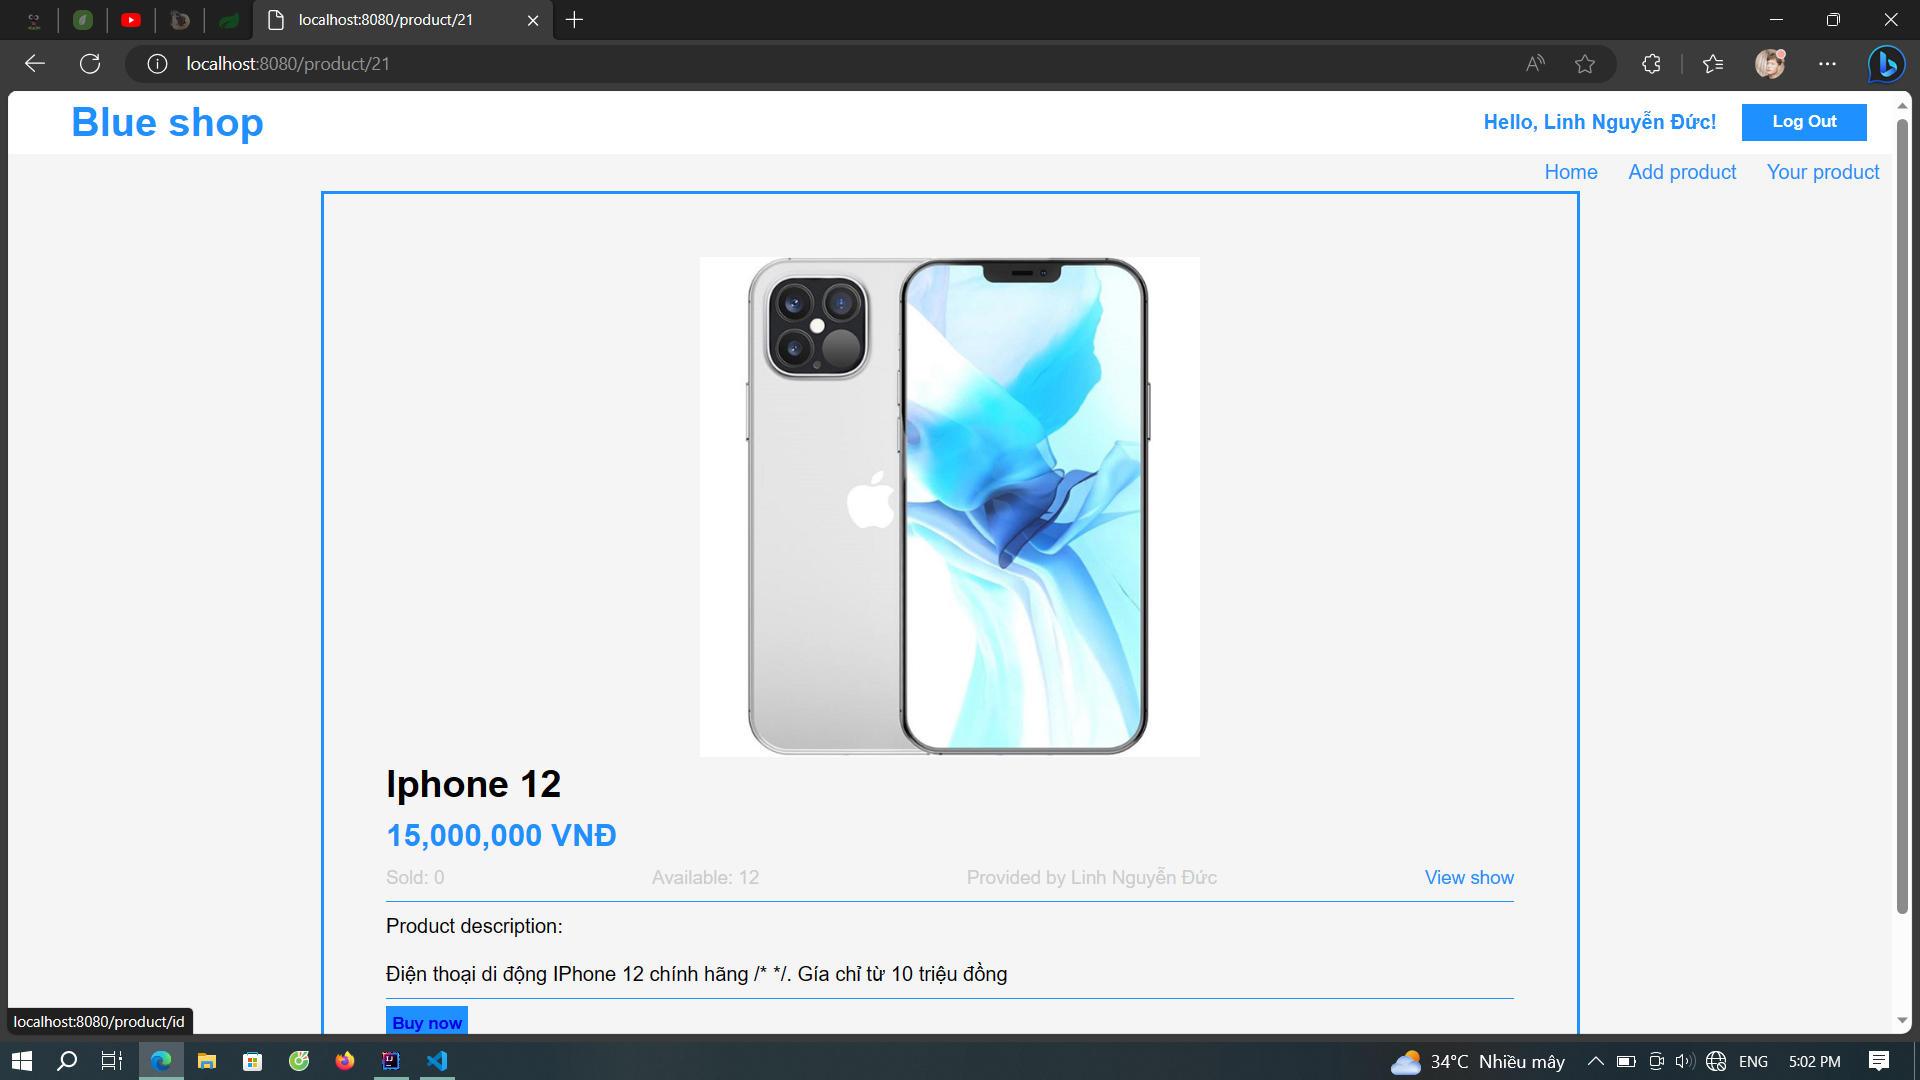 localhost:8080/product/21
localhost:8080/product/21
Blue shop
Hello, Linh Nguyễn Đức!
Log Out
Home
Add product
Your product
Iphone 12
15,000,000 VNĐ
Sold: 0
Available: 12
Provided by Linh Nguyễn Đức
View show
Product description:
Điện thoại di động IPhone 12 chính hãng /* */. Gía chỉ từ 10 triệu đồng
Buy now
localhost:8080/product/id
34°C Nhiều mây
ENG
5:02 PM